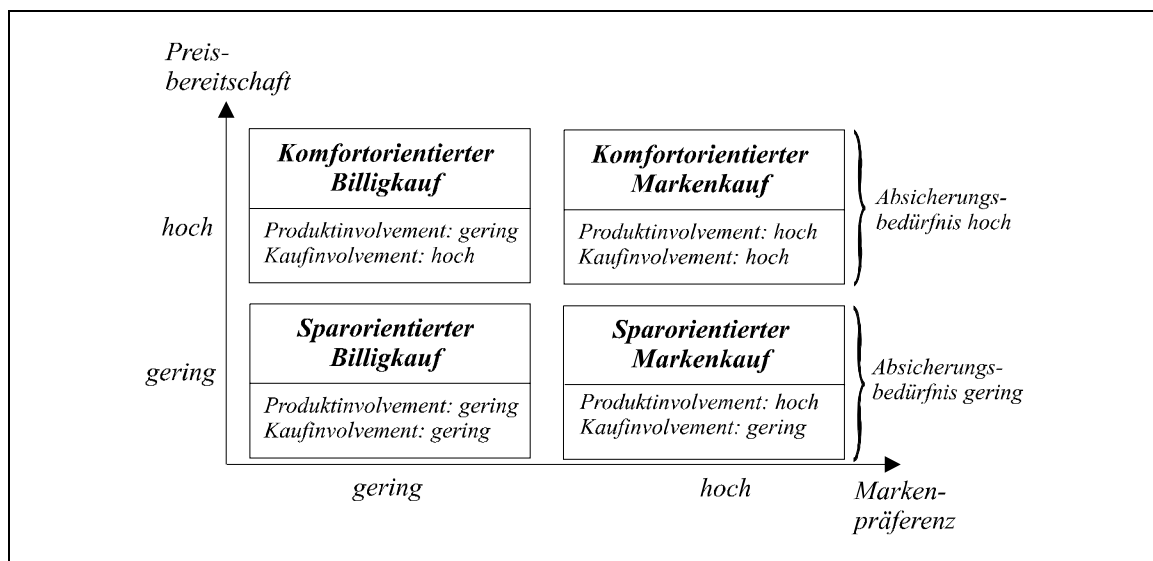 Preis-
bereitschaft
hoch
Komfortorientierter
Billigkauf
Produktinvolvement: gering
Kaufinvolvement: hoch
Komfortorientierter
Markenkauf
Produktinvolvement: hoch
Kaufinvolvement: hoch
Absicherungs-
bedürfnis hoch
gering
Sparorientierter
Billigkauf
Produktinvolvement: gering
Kaufinvolvement: gering
Sparorientierter
Markenkauf
Produktinvolvement: hoch
Kaufinvolvement: gering
Absicherungs-
bedürfnis gering
gering
hoch
Marken-
präferenz